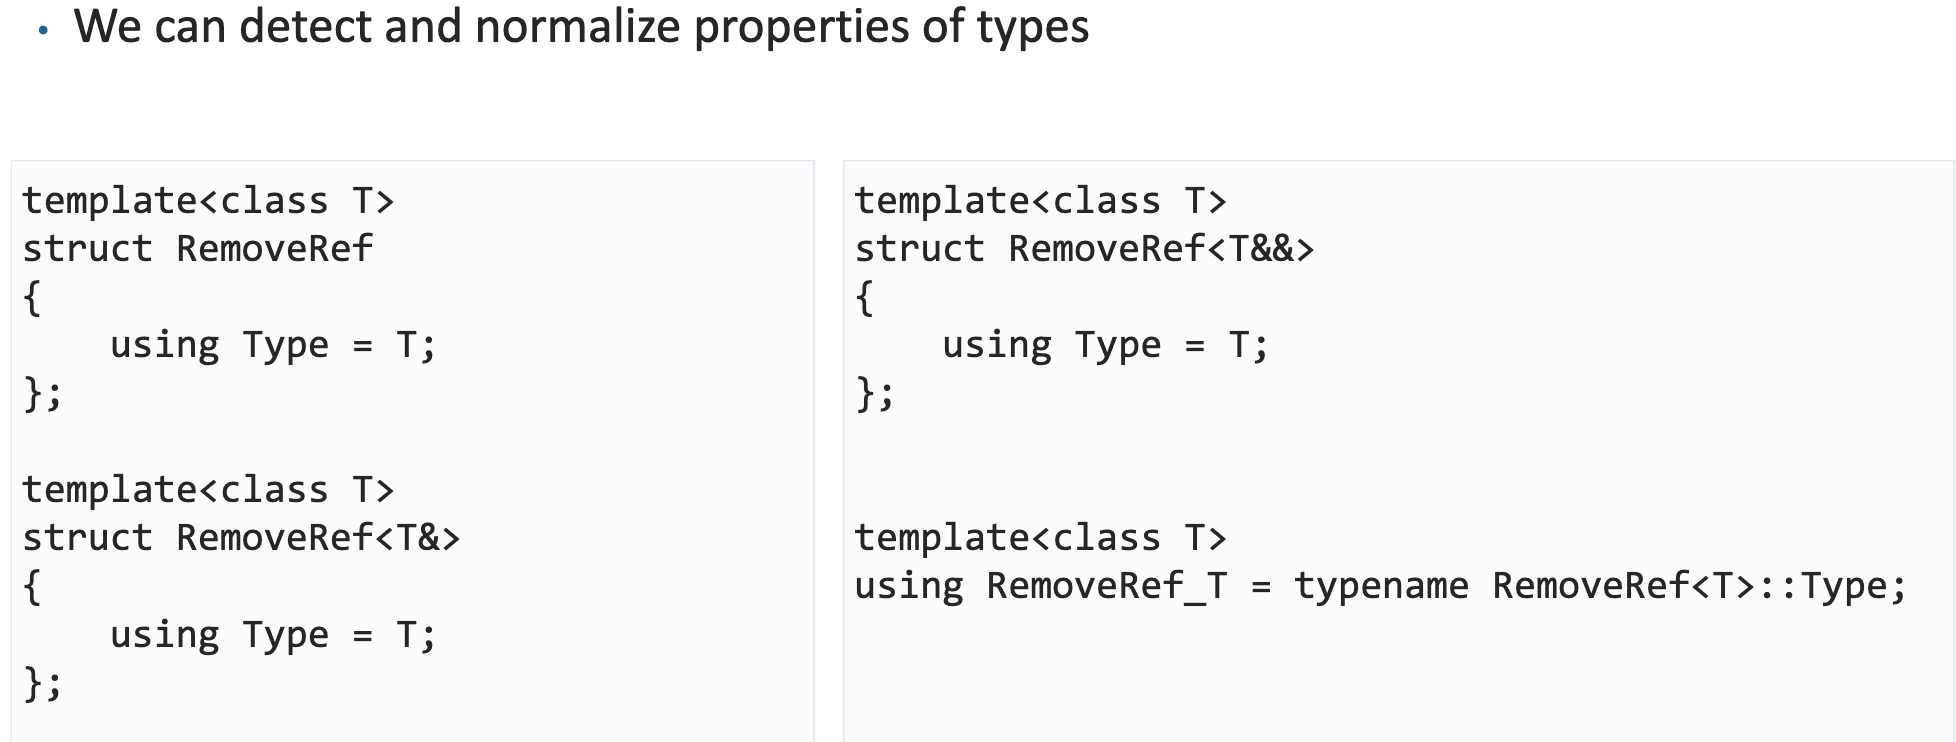 • We can detect and normalize properties of types
template<class T>
struct RemoveRef
{
    using Type = T;
};
template<class T>
struct RemoveRef<T&>
{
    using Type = T;
};
template<class T>
struct RemoveRef<T&&>
{
    using Type = T;
};
template<class T>
using RemoveRef_T = typename RemoveRef<T>::Type;